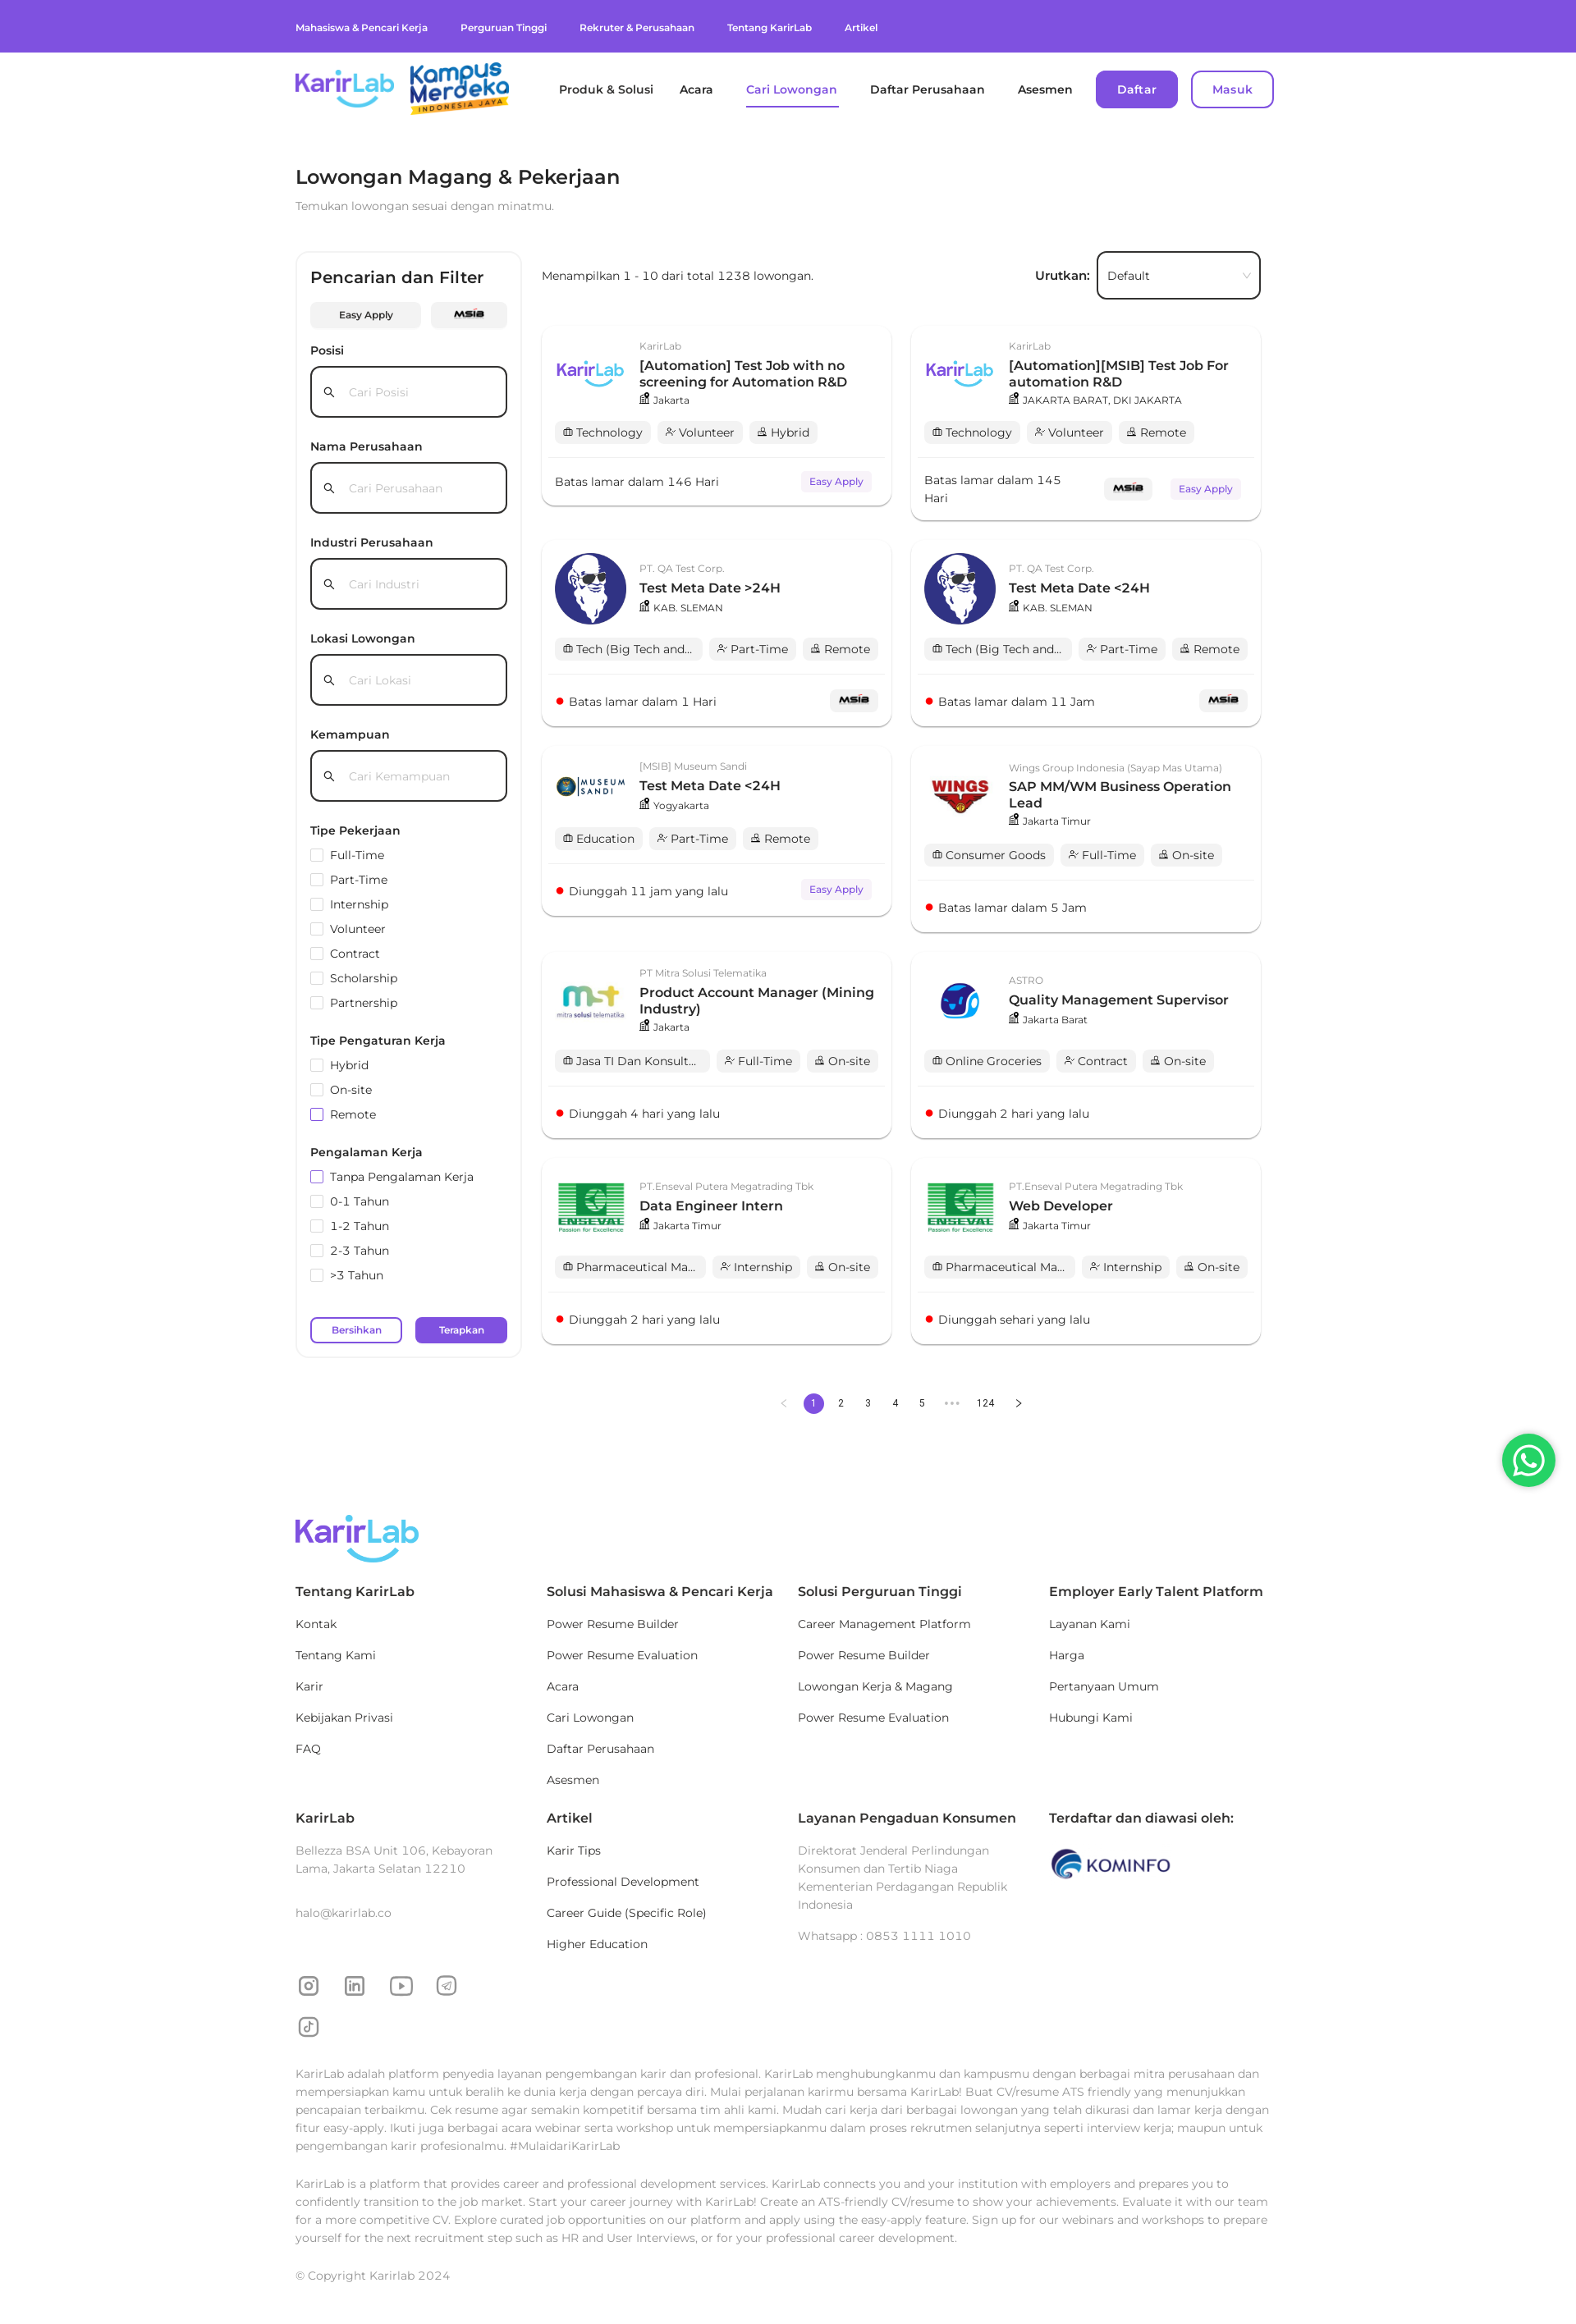 Mahasiswa & Pencari Kerja
Perguruan Tinggi
Rekruter & Perusahaan
Tentang KarirLab
Artikel
KarirLab
Kampus
Merdeka
INDONESIA JAYA
Produk & Solusi
Acara
Cari Lowongan
Daftar Perusahaan
Asesmen
Daftar
Masuk
Lowongan Magang & Pekerjaan
Temukan lowongan sesuai dengan minatmu.
Pencarian dan Filter
Easy Apply
MSIB
Posisi
Cari Posisi
Nama Perusahaan
Cari Perusahaan
Industri Perusahaan
Cari Industri
Lokasi Lowongan
Cari Lokasi
Kemampuan
Cari Kemampuan
Tipe Pekerjaan
Full-Time
Part-Time
Internship
Volunteer
Contract
Scholarship
Partnership
Tipe Pengaturan Kerja
Hybrid
On-site
Remote
Pengalaman Kerja
Tanpa Pengalaman Kerja
0-1 Tahun
1-2 Tahun
2-3 Tahun
>3 Tahun
Bersihkan
Terapkan
Menampilkan 1 - 10 dari total 1238 lowongan.
Urutkan:
Default
KarirLab
KarirLab
[Automation] Test Job with no
screening for Automation R&D
Jakarta
Technology
Volunteer
Hybrid
Batas lamar dalam 146 Hari
Easy Apply
KarirLab
KarirLab
[Automation][MSIB] Test Job For
automation R&D
JAKARTA BARAT, DKI JAKARTA
Technology
Volunteer
Remote
Batas lamar dalam 145
Hari
MSIB
Easy Apply
PT. QA Test Corp.
Test Meta Date >24H
KAB. SLEMAN
Tech (Big Tech and...
Part-Time
Remote
Batas lamar dalam 1 Hari
MSIB
PT. QA Test Corp.
Test Meta Date <24H
KAB. SLEMAN
Tech (Big Tech and...
Part-Time
Remote
Batas lamar dalam 11 Jam
MSIB
MUSEUM
SANDI
[MSIB] Museum Sandi
Test Meta Date <24H
Yogyakarta
Education
Part-Time
Remote
Diunggah 11 jam yang lalu
Easy Apply
WINGS
Wings Group Indonesia (Sayap Mas Utama)
SAP MM/WM Business Operation
Lead
Jakarta Timur
Consumer Goods
Full-Time
On-site
Batas lamar dalam 5 Jam
mst
mitra solusi telematika
PT Mitra Solusi Telematika
Product Account Manager (Mining
Industry)
Jakarta
Jasa TI Dan Konsult...
Full-Time
On-site
Diunggah 4 hari yang lalu
ASTRO
Quality Management Supervisor
Jakarta Barat
Online Groceries
Contract
On-site
Diunggah 2 hari yang lalu
ENSEVAL
Passion for Excellence
PT.Enseval Putera Megatrading Tbk
Data Engineer Intern
Jakarta Timur
Pharmaceutical Ma...
Internship
On-site
Diunggah 2 hari yang lalu
ENSEVAL
Passion for Excellence
PT.Enseval Putera Megatrading Tbk
Web Developer
Jakarta Timur
Pharmaceutical Ma...
Internship
On-site
Diunggah sehari yang lalu
1 2 3 4 5 ••• 124
KarirLab
Tentang KarirLab
Kontak
Tentang Kami
Karir
Kebijakan Privasi
FAQ
Solusi Mahasiswa & Pencari Kerja
Power Resume Builder
Power Resume Evaluation
Acara
Cari Lowongan
Daftar Perusahaan
Asesmen
Solusi Perguruan Tinggi
Career Management Platform
Power Resume Builder
Lowongan Kerja & Magang
Power Resume Evaluation
Employer Early Talent Platform
Layanan Kami
Harga
Pertanyaan Umum
Hubungi Kami
KarirLab
Bellezza BSA Unit 106, Kebayoran
Lama, Jakarta Selatan 12210
halo@karirlab.co
Artikel
Karir Tips
Professional Development
Career Guide (Specific Role)
Higher Education
Layanan Pengaduan Konsumen
Direktorat Jenderal Perlindungan
Konsumen dan Tertib Niaga
Kementerian Perdagangan Republik
Indonesia
Whatsapp : 0853 1111 1010
Terdaftar dan diawasi oleh:
KOMINFO
KarirLab adalah platform penyedia layanan pengembangan karir dan profesional. KarirLab menghubungkanmu dan kampusmu dengan berbagai mitra perusahaan dan
mempersiapkan kamu untuk beralih ke dunia kerja dengan percaya diri. Mulai perjalanan karirmu bersama KarirLab! Buat CV/resume ATS friendly yang menunjukkan
pencapaian terbaikmu. Cek resume agar semakin kompetitif bersama tim ahli kami. Mudah cari kerja dari berbagai lowongan yang telah dikurasi dan lamar kerja dengan
fitur easy-apply. Ikuti juga berbagai acara webinar serta workshop untuk mempersiapkanmu dalam proses rekrutmen selanjutnya seperti interview kerja; maupun untuk
pengembangan karir profesionalmu. #MulaidariKarirLab
KarirLab is a platform that provides career and professional development services. KarirLab connects you and your institution with employers and prepares you to
confidently transition to the job market. Start your career journey with KarirLab! Create an ATS-friendly CV/resume to show your achievements. Evaluate it with our team
for a more competitive CV. Explore curated job opportunities on our platform and apply using the easy-apply feature. Sign up for our webinars and workshops to prepare
yourself for the next recruitment step such as HR and User Interviews, or for your professional career development.
© Copyright Karirlab 2024